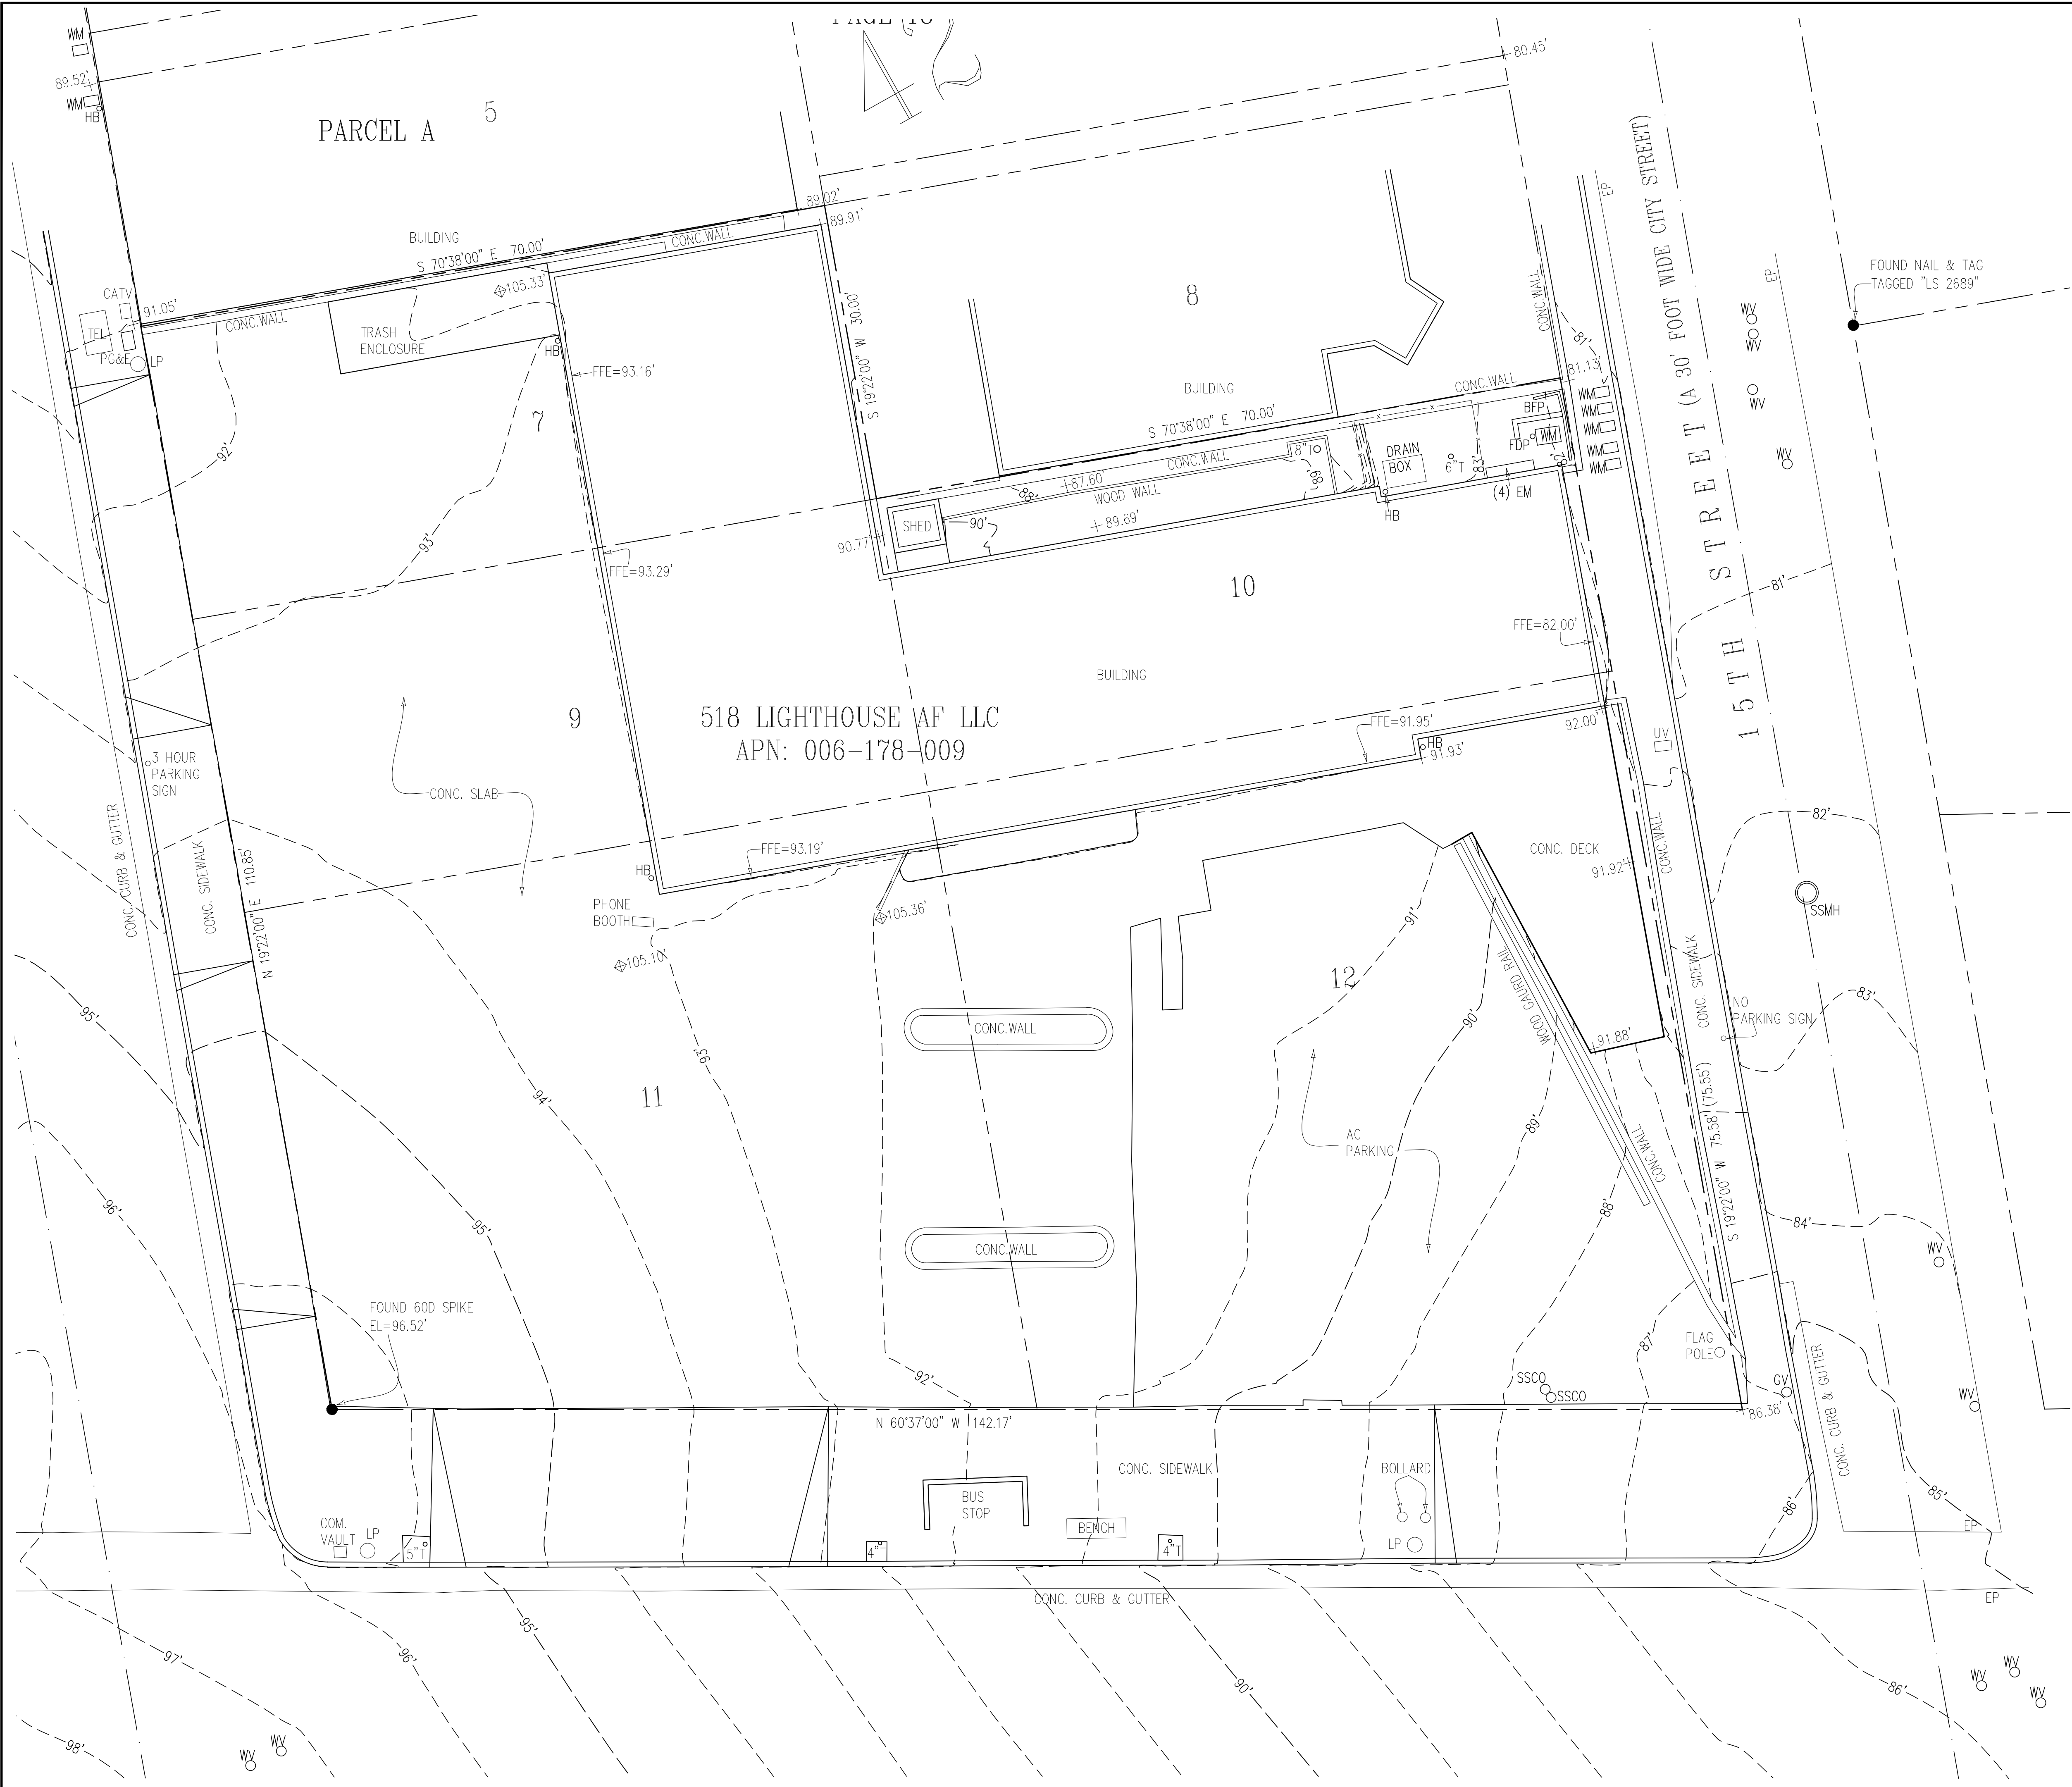 PAGE
42
WM
89.52'
WM
HB
PARCEL A
5
80.45'
89.02'
89.91'
BUILDING
S 70°38'00" E 70.00'
CONC.WALL
CATV
TEL
91.05'
PG&E
LP
CONC.WALL
TRASH
ENCLOSURE
105.33'
HB
FFE=93.16'
7
92'
93'
FFE=93.29'
S 19°22'00" W 30.00'
8
BUILDING
S 70°38'00" E 70.00'
CONC.WALL
CONC.WALL
EP
15TH STREET (A 30' FOOT WIDE CITY STREET)
EP
FOUND NAIL & TAG
TAGGED "LS 2689"
WV
WV
WV
WV
81'
81.13'
WM
WM
WM
WM
WM
BFP
FDP
WM
82'
83'
DRAIN
BOX
6"T
8"T
89'
(4) EM
HB
CONC.WALL
87.60'
88'
WOOD WALL
89.69'
SHED
90'
90.77'
10
FFE=82.00'
81'
BUILDING
9
518 LIGHTHOUSE AF LLC
APN: 006-178-009
FFE=91.95'
92.00'
HB
91.93'
UV
3 HOUR
PARKING
SIGN
CONC. SLAB
CONC. CURB & GUTTER
CONC. SIDEWALK
N 19°22'00" E 110.85'
HB
FFE=93.19'
PHONE
BOOTH
105.10'
105.36'
CONC. DECK
91.92'
CONC.WALL
82'
SSMH
91'
12
WOOD GAURD RAIL
CONC. SIDEWALK
NO
PARKING SIGN
83'
95'
CONC.WALL
90'
91.88'
93'
94'
11
AC
PARKING
89'
CONC.WALL
S 19°22'00" W 75.58' (75.55')
96'
95'
88'
84'
WV
CONC.WALL
FOUND 60D SPIKE
EL=96.52'
87'
FLAG
POLE
CONC. CURB & GUTTER
92'
SSCO
SSCO
GV
WV
86.38'
N 60°37'00" W 142.17'
CONC. SIDEWALK
BOLLARD
BUS
STOP
BENCH
COM.
VAULT
LP
5"T
4"T
4"T
LP
86'
85'
EP
CONC. CURB & GUTTER
EP
97'
96'
95'
90'
86'
98'
WV
WV
WV
WV
WV